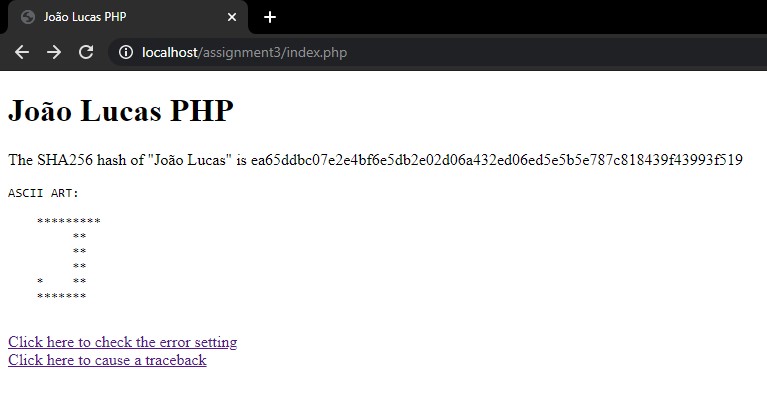 João Lucas PHP
localhost/assignment3/index.php
João Lucas PHP
The SHA256 hash of "João Lucas" is ea65ddbc07e2e4bf6e5db2e02d06a432ed06ed5e5b5e787c818439f43993f519
ASCII ART:
*********
**
**
**
* **
*******
Click here to check the error setting
Click here to cause a traceback